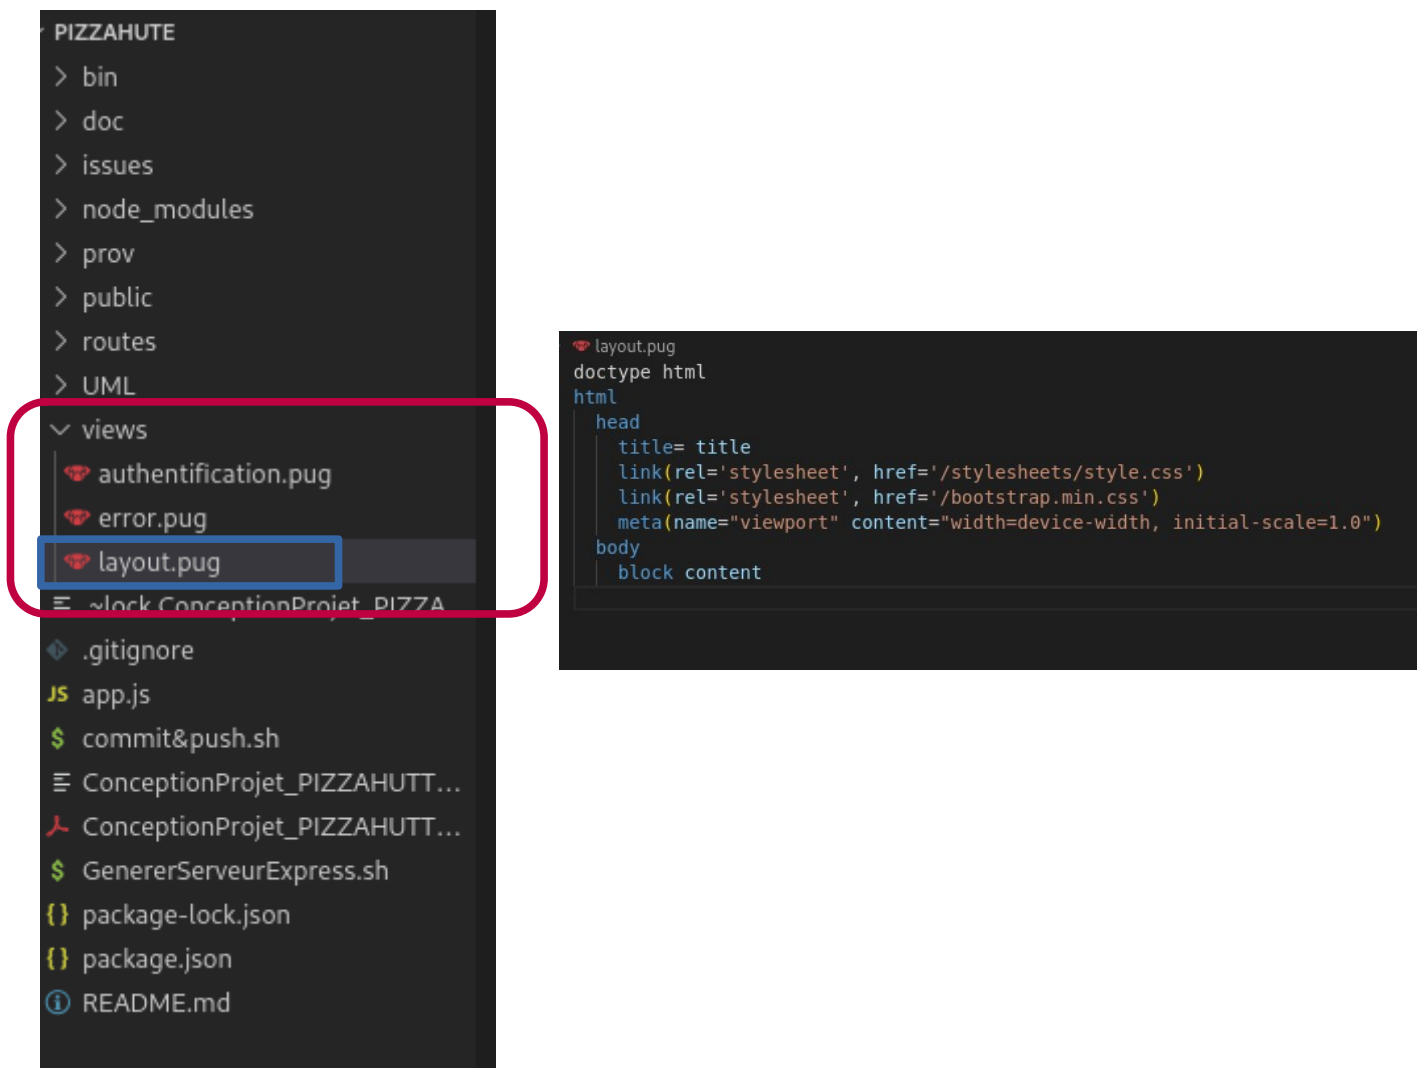 PIZZAHUTE
bin
doc
issues
node_modules
prov
public
routes
UML
views
authentification.pug
error.pug
layout.pug
.~lock.ConceptionProjet_PIZZA
.gitignore
JS app.js
$ commit&push.sh
ConceptionProjet_PIZZAHUTT...
ConceptionProjet_PIZZAHUTT...
$ GenererServeurExpress.sh
{} package-lock.json
{} package.json
README.md
layout.pug
doctype html
html
head
title= title
link(rel='stylesheet', href='/stylesheets/style.css')
link(rel='stylesheet', href='/bootstrap.min.css')
meta(name="viewport" content="width=device-width, initial-scale=1.0")
body
block content